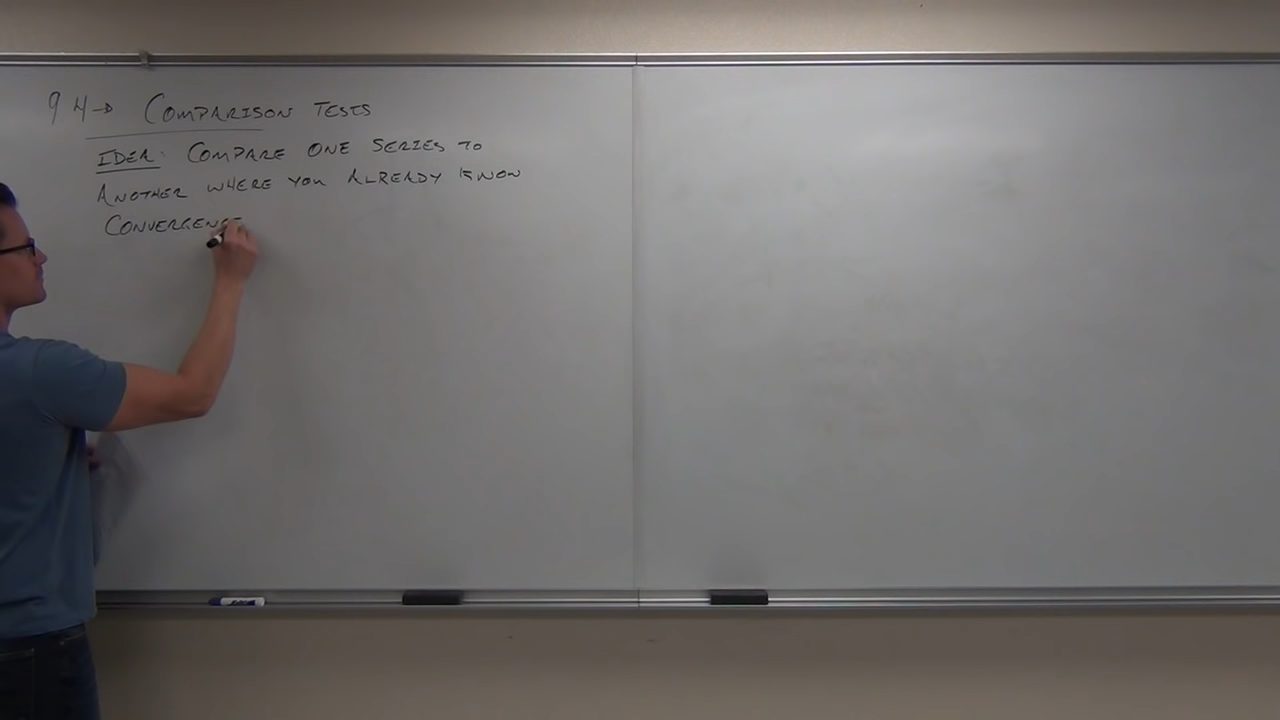 9.4→ COMPARISON TESTS
IDEA: COMPARE ONE SERIES TO
ANOTHER WHERE YOU ALREADY KNOW
CONVERGENCE